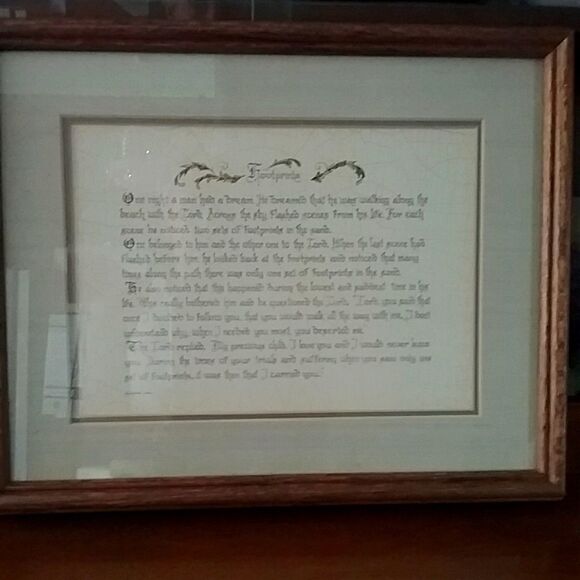 Footprints
One night a man had a dream. He dreamed that he was walking along the
beach with the Lord. Across the sky flashed scenes from his life. For each
scene he noticed two sets of footprints in the sand.
One belonged to him and the other one to the Lord. When the last scene had
flashed before him, he looked back at the footprints and noticed that many
times along the path there was only one set of footprints in the sand.
He also noticed that this happened during the lowest and saddest time in his
life. This really bothered him and he questioned the Lord. "Lord, you said that
once I decided to follow you, that you would walk all the way with me. I don't
understand why, when I needed you most, you deserted me.
The Lord replied, "My precious child, I love you and I would never leave
you. During the times of your trials and suffering when you saw only one
set of footprints, it was then that I carried you."